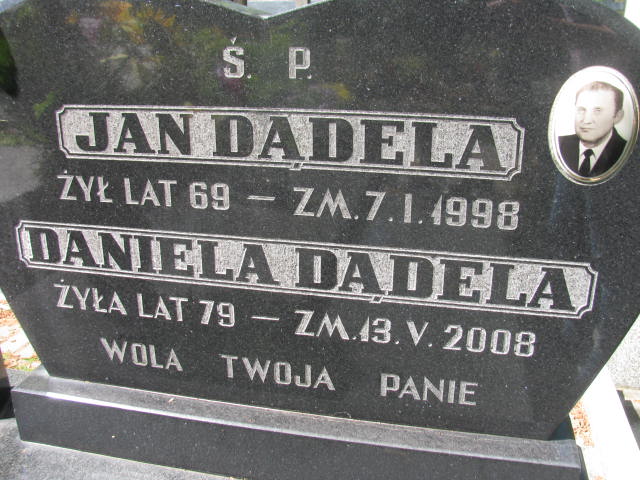 Ś. P.
JAN DĄDELA
ŻYŁ LAT 69 — ZM. 7. I. 1998
DANIELA DĄDELA
ŻYŁA LAT 79 — ZM. 13. V. 2008
WOLA TWOJA PANIE